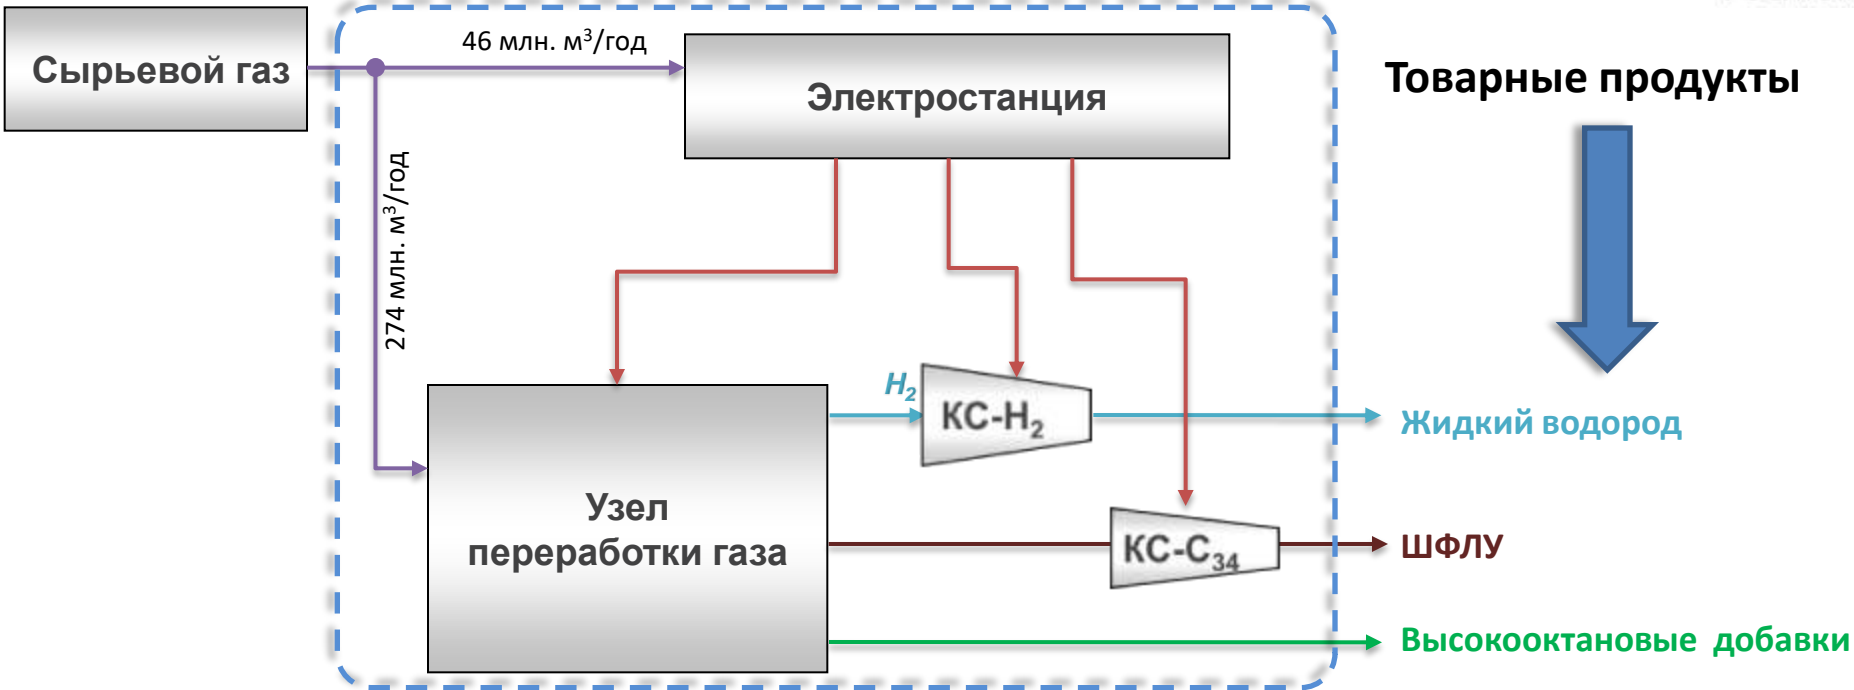 Сырьевой газ
46 млн. м³/год
Электростанция
Товарные продукты
274 млн. м³/год
H₂
КС-H₂
Жидкий водород
Узел
переработки газа
КС-C₃₄
ШФЛУ
Высокооктановые добавки